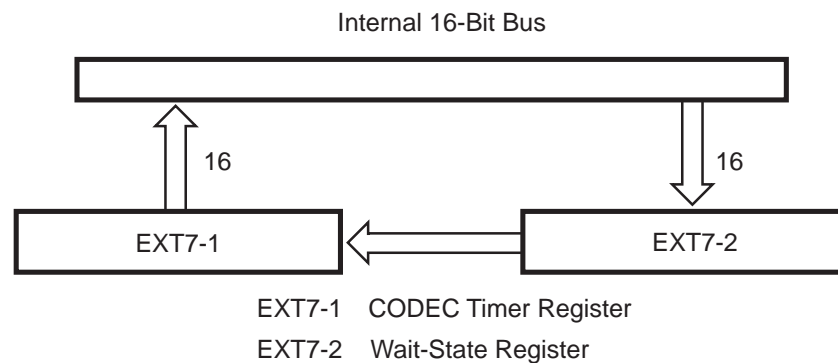 Internal 16-Bit Bus
16
16
EXT7-1
EXT7-2
EXT7-1 CODEC Timer Register
EXT7-2 Wait-State Register